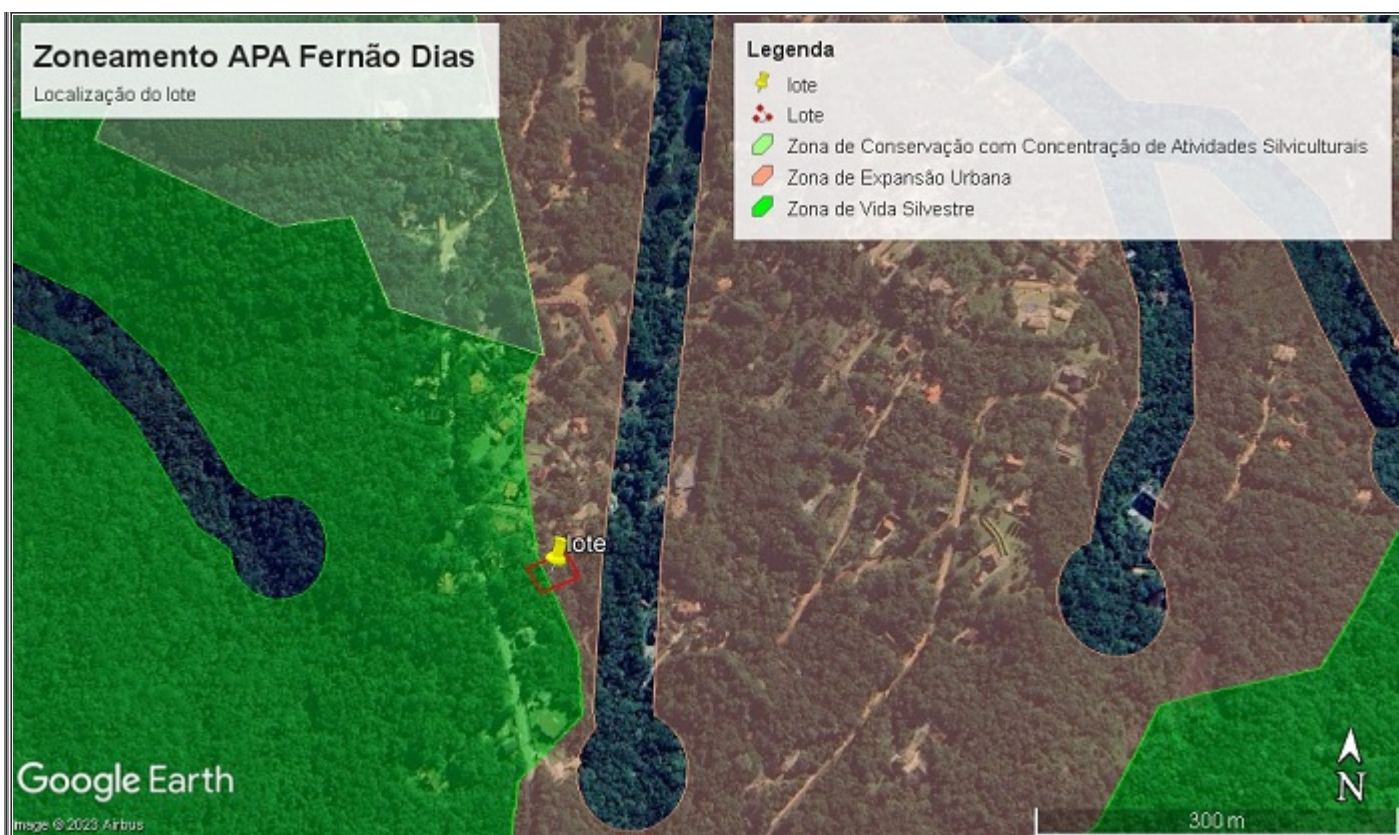 Zoneamento APA Fernão Dias
Localização do lote
Legenda
lote
Lote
Zona de Conservação com Concentração de Atividades Silviculturais
Zona de Expansão Urbana
Zona de Vida Silvestre
lote
Google Earth
Image © 2023 Airbus
N
300 m